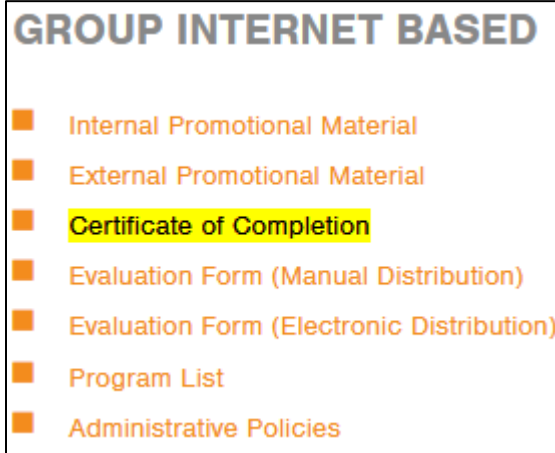 GROUP INTERNET BASED
Internal Promotional Material
External Promotional Material
Certificate of Completion
Evaluation Form (Manual Distribution)
Evaluation Form (Electronic Distribution)
Program List
Administrative Policies